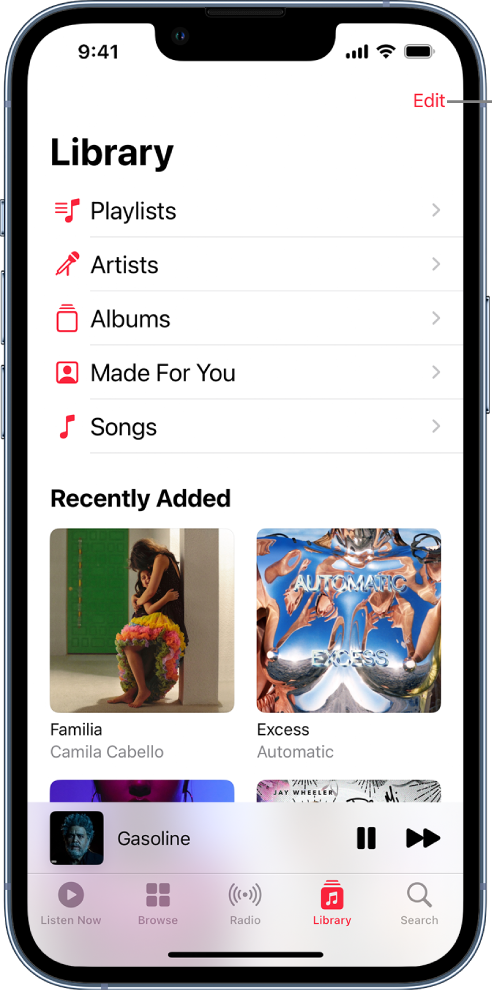 9:41
Edit
Library
Playlists
Artists
Albums
Made For You
Songs
Recently Added
AUTOMATIC
EXCESS
Familia
Camila Cabello
Excess
Automatic
JAY WHEELER
Gasoline
Listen Now
Browse
Radio
Library
Search